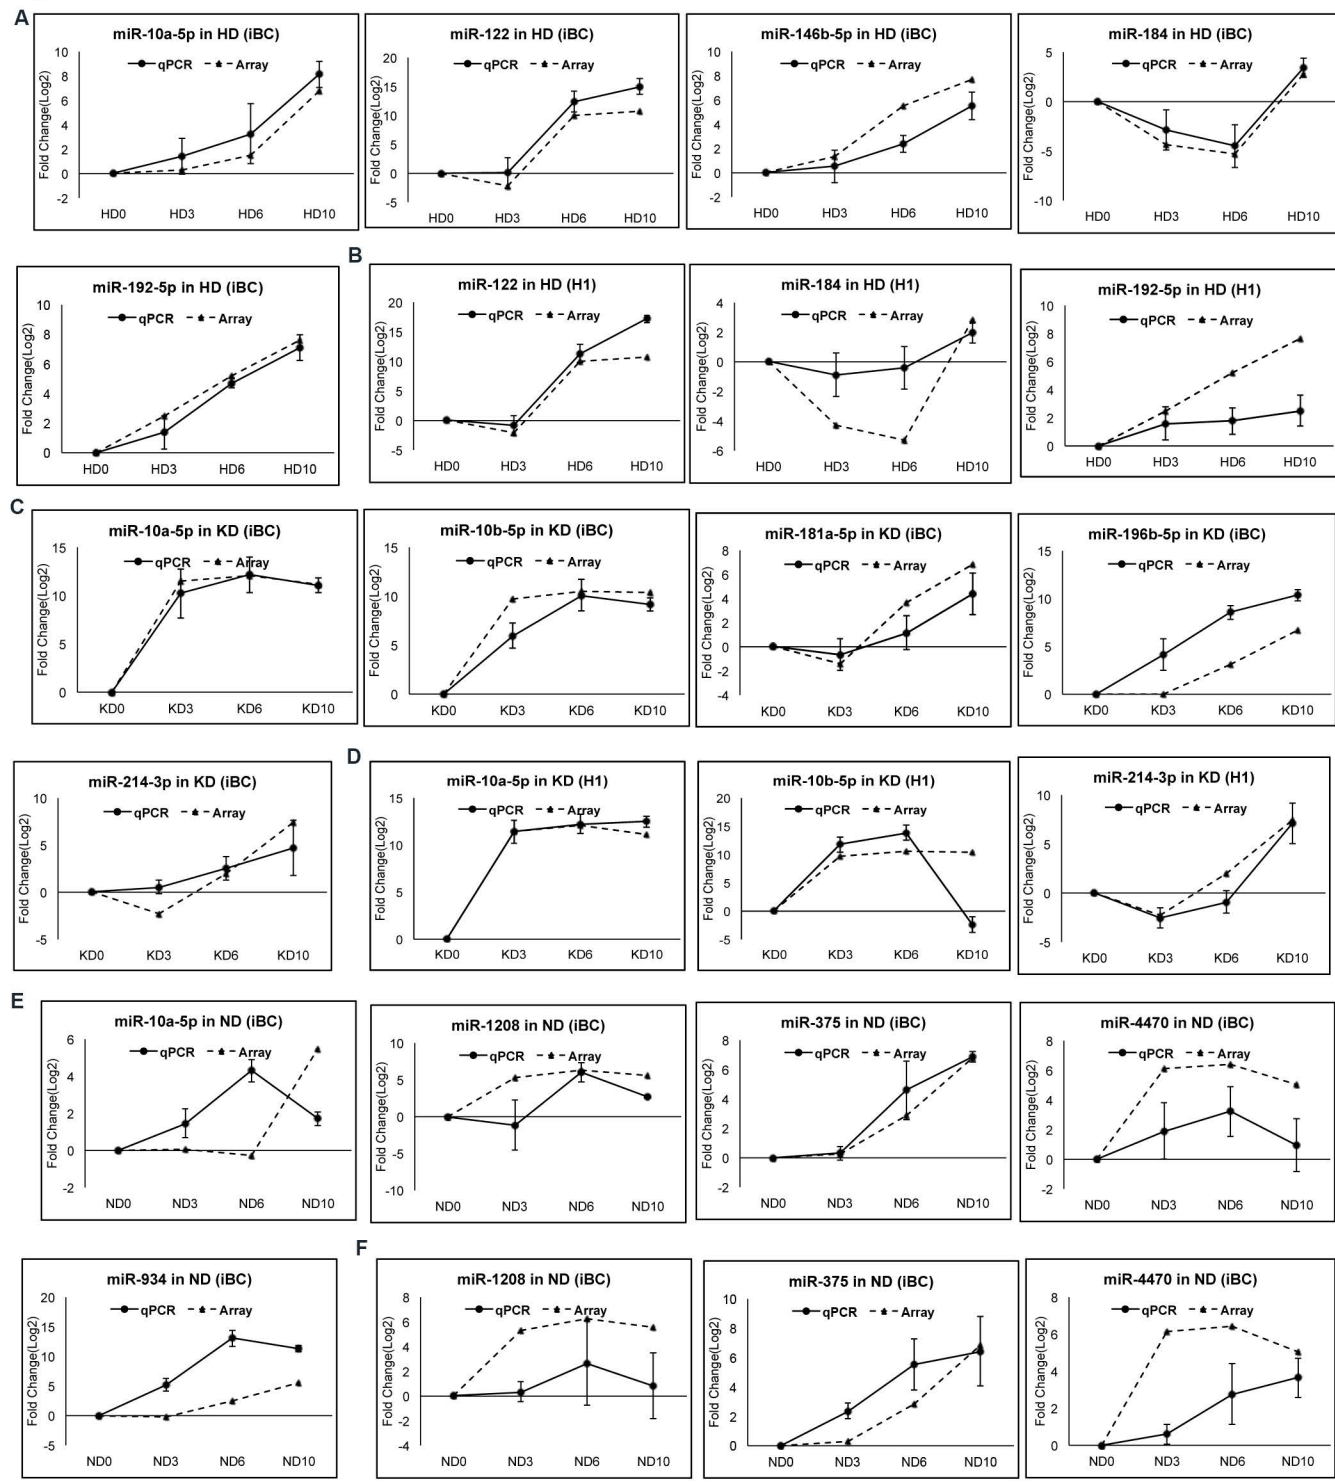 A
miR-10a-5p in HD (iBC)
qPCR Array
Fold Change(Log2)
10
8
6
4
2
0
-2
HD0 HD3 HD6 HD10
miR-122 in HD (iBC)
qPCR Array
Fold Change(Log2)
20
15
10
5
0
-5
HD0 HD3 HD6 HD10
miR-146b-5p in HD (iBC)
qPCR Array
Fold Change(Log2)
10
8
6
4
2
0
-2
HD0 HD3 HD6 HD10
miR-184 in HD (iBC)
qPCR Array
Fold Change(Log2)
5
0
-5
-10
HD0 HD3 HD6 HD10
miR-192-5p in HD (iBC)
qPCR Array
Fold Change(Log2)
10
8
6
4
2
0
HD0 HD3 HD6 HD10
B
miR-122 in HD (H1)
qPCR Array
Fold Change(Log2)
20
15
10
5
0
-5
HD0 HD3 HD6 HD10
miR-184 in HD (H1)
qPCR Array
Fold Change(Log2)
4
2
0
-2
-4
-6
HD0 HD3 HD6 HD10
miR-192-5p in HD (H1)
qPCR Array
Fold Change(Log2)
10
8
6
4
2
0
HD0 HD3 HD6 HD10
C
miR-10a-5p in KD (iBC)
qPCR Array
Fold Change(Log2)
15
10
5
0
KD0 KD3 KD6 KD10
miR-10b-5p in KD (iBC)
qPCR Array
Fold Change(Log2)
15
10
5
0
KD0 KD3 KD6 KD10
miR-181a-5p in KD (iBC)
qPCR Array
Fold Change(Log2)
8
6
4
2
0
-2
-4
KD0 KD3 KD6 KD10
miR-196b-5p in KD (iBC)
qPCR Array
Fold Change(Log2)
15
10
5
0
KD0 KD3 KD6 KD10
miR-214-3p in KD (iBC)
qPCR Array
Fold Change(Log2)
10
5
0
-5
KD0 KD3 KD6 KD10
D
miR-10a-5p in KD (H1)
qPCR Array
Fold Change(Log2)
15
10
5
0
KD0 KD3 KD6 KD10
miR-10b-5p in KD (H1)
qPCR Array
Fold Change(Log2)
20
15
10
5
0
-5
KD0 KD3 KD6 KD10
miR-214-3p in KD (H1)
qPCR Array
Fold Change(Log2)
10
5
0
-5
KD0 KD3 KD6 KD10
E
miR-10a-5p in ND (iBC)
qPCR Array
Fold Change(Log2)
6
4
2
0
-2
ND0 ND3 ND6 ND10
miR-1208 in ND (iBC)
qPCR Array
Fold Change(Log2)
10
5
0
-5
-10
ND0 ND3 ND6 ND10
miR-375 in ND (iBC)
qPCR Array
Fold Change(Log2)
8
6
4
2
0
-2
ND0 ND3 ND6 ND10
miR-4470 in ND (iBC)
qPCR Array
Fold Change(Log2)
8
6
4
2
0
-2
ND0 ND3 ND6 ND10
miR-934 in ND (iBC)
qPCR Array
Fold Change(Log2)
20
15
10
5
0
-5
ND0 ND3 ND6 ND10
F
miR-1208 in ND (iBC)
qPCR Array
Fold Change(Log2)
8
6
4
2
0
-2
-4
ND0 ND3 ND6 ND10
miR-375 in ND (iBC)
qPCR Array
Fold Change(Log2)
10
8
6
4
2
0
ND0 ND3 ND6 ND10
miR-4470 in ND (iBC)
qPCR Array
Fold Change(Log2)
8
6
4
2
0
ND0 ND3 ND6 ND10